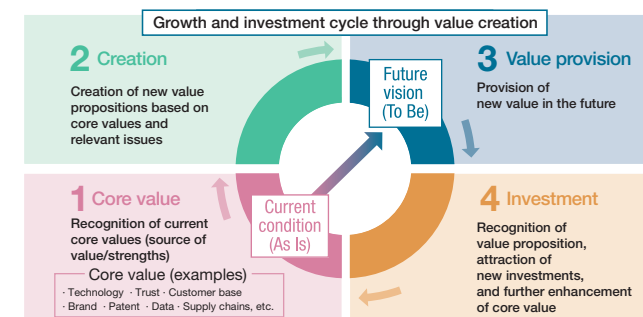 Growth and investment cycle through value creation
2 Creation
Creation of new value
propositions based on
core values and
relevant issues
3 Value provision
Provision of
new value in the future
Future
vision
(To Be)
1 Core value
Recognition of current
core values (source of
value/strengths)
Core value (examples)
· Technology · Trust · Customer base
· Brand · Patent · Data · Supply chains, etc.
Current
condition
(As Is)
4 Investment
Recognition of
value proposition,
attraction of
new investments,
and further enhancement
of core value